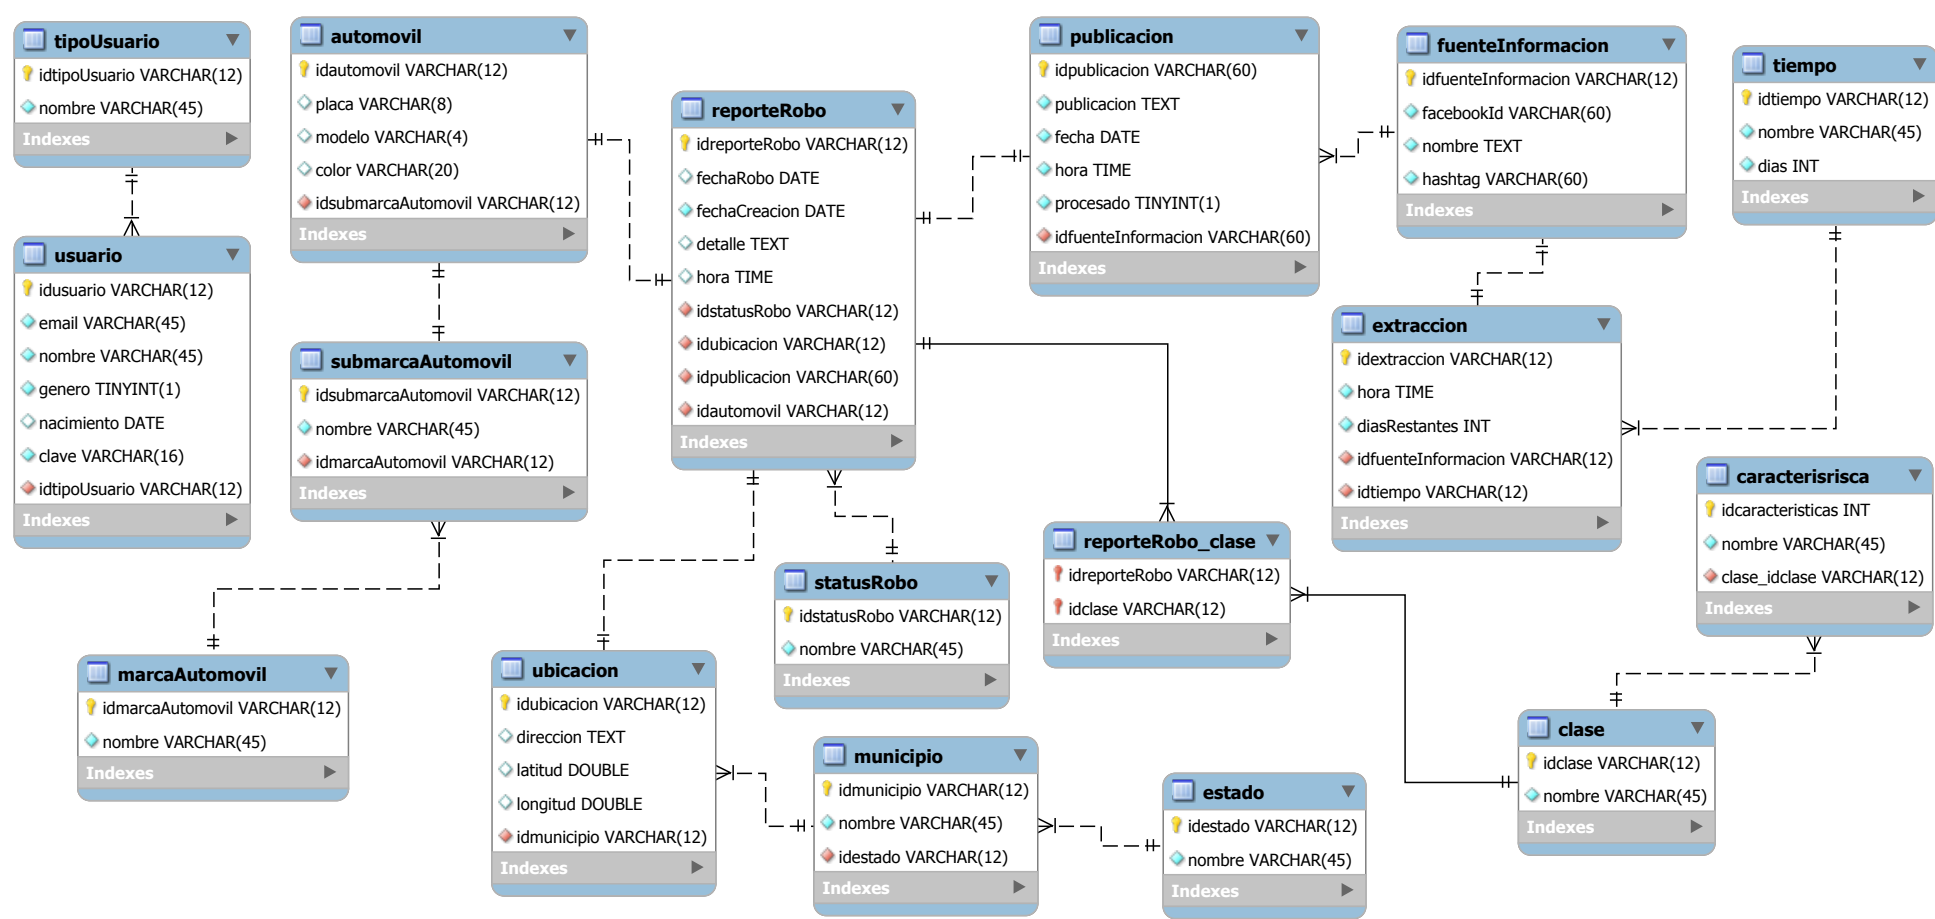 tipoUsuario
idtipoUsuario VARCHAR(12)
nombre VARCHAR(45)
Indexes
usuario
idusuario VARCHAR(12)
email VARCHAR(45)
nombre VARCHAR(45)
genero TINYINT(1)
nacimiento DATE
clave VARCHAR(16)
idtipoUsuario VARCHAR(12)
Indexes
automovil
idautomovil VARCHAR(12)
placa VARCHAR(8)
modelo VARCHAR(4)
color VARCHAR(20)
idsubmarcaAutomovil VARCHAR(12)
Indexes
submarcaAutomovil
idsubmarcaAutomovil VARCHAR(12)
nombre VARCHAR(45)
idmarcaAutomovil VARCHAR(12)
Indexes
marcaAutomovil
idmarcaAutomovil VARCHAR(12)
nombre VARCHAR(45)
Indexes
reporteRobo
idreporteRobo VARCHAR(12)
fechaRobo DATE
fechaCreacion DATE
detalle TEXT
hora TIME
idstatusRobo VARCHAR(12)
idubicacion VARCHAR(12)
idpublicacion VARCHAR(60)
idautomovil VARCHAR(12)
Indexes
statusRobo
idstatusRobo VARCHAR(12)
nombre VARCHAR(45)
Indexes
ubicacion
idubicacion VARCHAR(12)
direccion TEXT
latitud DOUBLE
longitud DOUBLE
idmunicipio VARCHAR(12)
Indexes
municipio
idmunicipio VARCHAR(12)
nombre VARCHAR(45)
idestado VARCHAR(12)
Indexes
estado
idestado VARCHAR(12)
nombre VARCHAR(45)
Indexes
publicacion
idpublicacion VARCHAR(60)
publicacion TEXT
fecha DATE
hora TIME
procesado TINYINT(1)
idfuenteInformacion VARCHAR(60)
Indexes
fuenteInformacion
idfuenteInformacion VARCHAR(12)
facebookId VARCHAR(60)
nombre TEXT
hashtag VARCHAR(60)
Indexes
tiempo
idtiempo VARCHAR(12)
nombre VARCHAR(45)
dias INT
Indexes
extraccion
idextraccion VARCHAR(12)
hora TIME
diasRestantes INT
idfuenteInformacion VARCHAR(12)
idtiempo VARCHAR(12)
Indexes
reporteRobo_clase
idreporteRobo VARCHAR(12)
idclase VARCHAR(12)
Indexes
caracterisrisca
idcaracteristicas INT
nombre VARCHAR(45)
clase_idclase VARCHAR(12)
Indexes
clase
idclase VARCHAR(12)
nombre VARCHAR(45)
Indexes